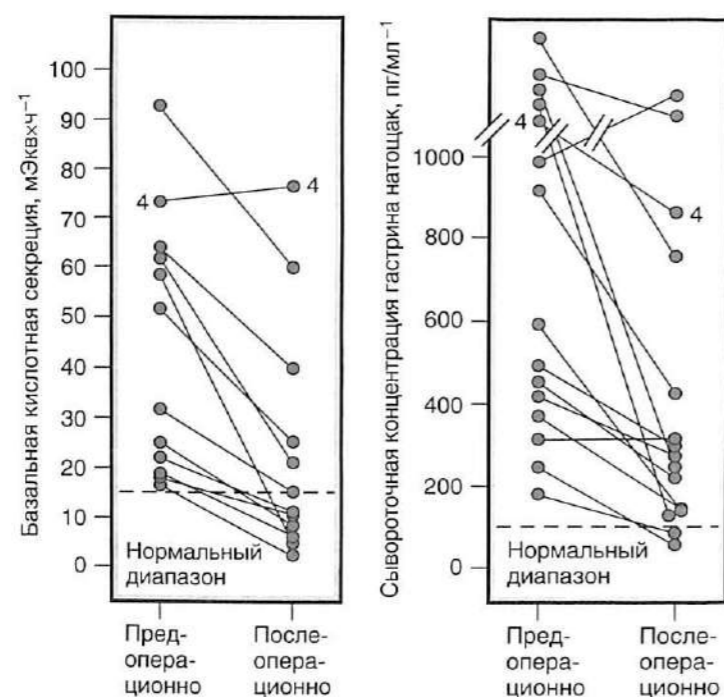 Базальная кислотная секреция, мЭкв×ч⁻¹
100
90
80
70
60
50
40
30
20
10
0
4
4
Нормальный
диапазон
Пред-
опера-
ционно
После-
опера-
ционно
Сывороточная концентрация гастрина натощак, пг/мл⁻¹
1000
800
600
400
200
0
4
4
Нормальный
диапазон
Пред-
опера-
ционно
После-
опера-
ционно